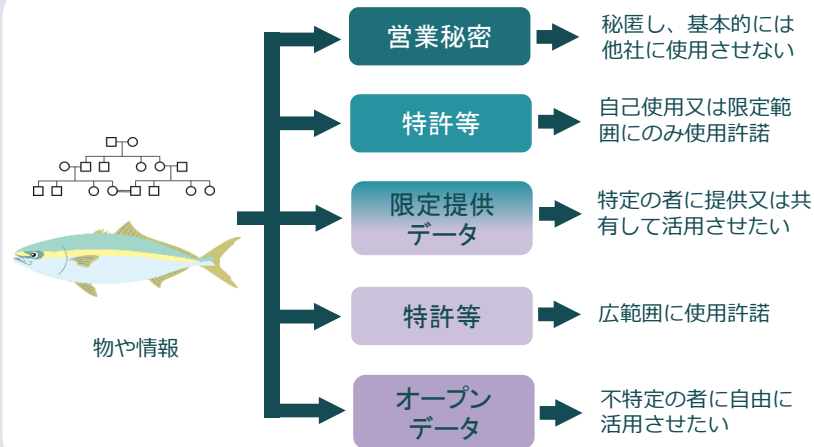 営業秘密
秘匿し、基本的には
他社に使用させない
特許等
自己使用又は限定範
囲にのみ使用許諾
限定提供
データ
特定の者に提供又は共
有して活用させたい
物や情報
特許等
広範囲に使用許諾
オープン
データ
不特定の者に自由に
活用させたい